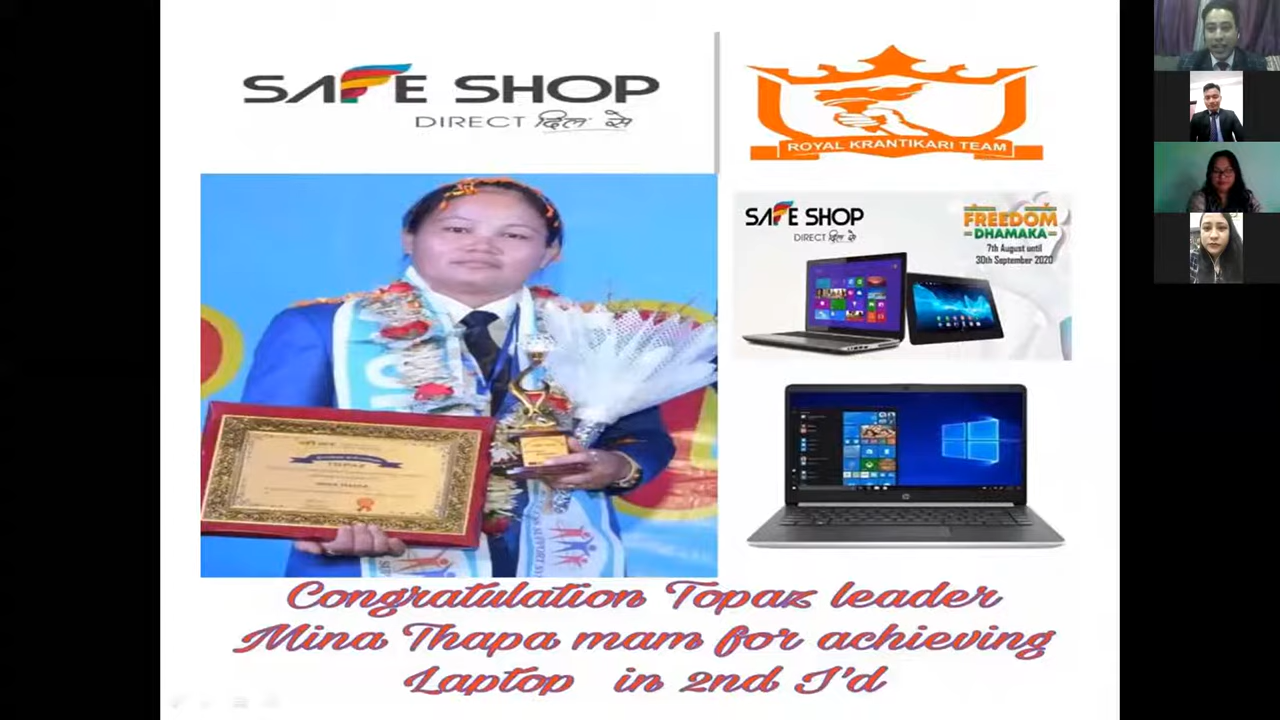 SAFE SHOP
DIRECT दिल से
ROYAL KRANTIKARI TEAM
SAFE SHOP
DIRECT दिल से
FREEDOM
DHAMAKA
7th August until
30th September 2020
TOPAZ
Congratulation Topaz leader
Mina Thapa mam for achieving
Laptop in 2nd I'd